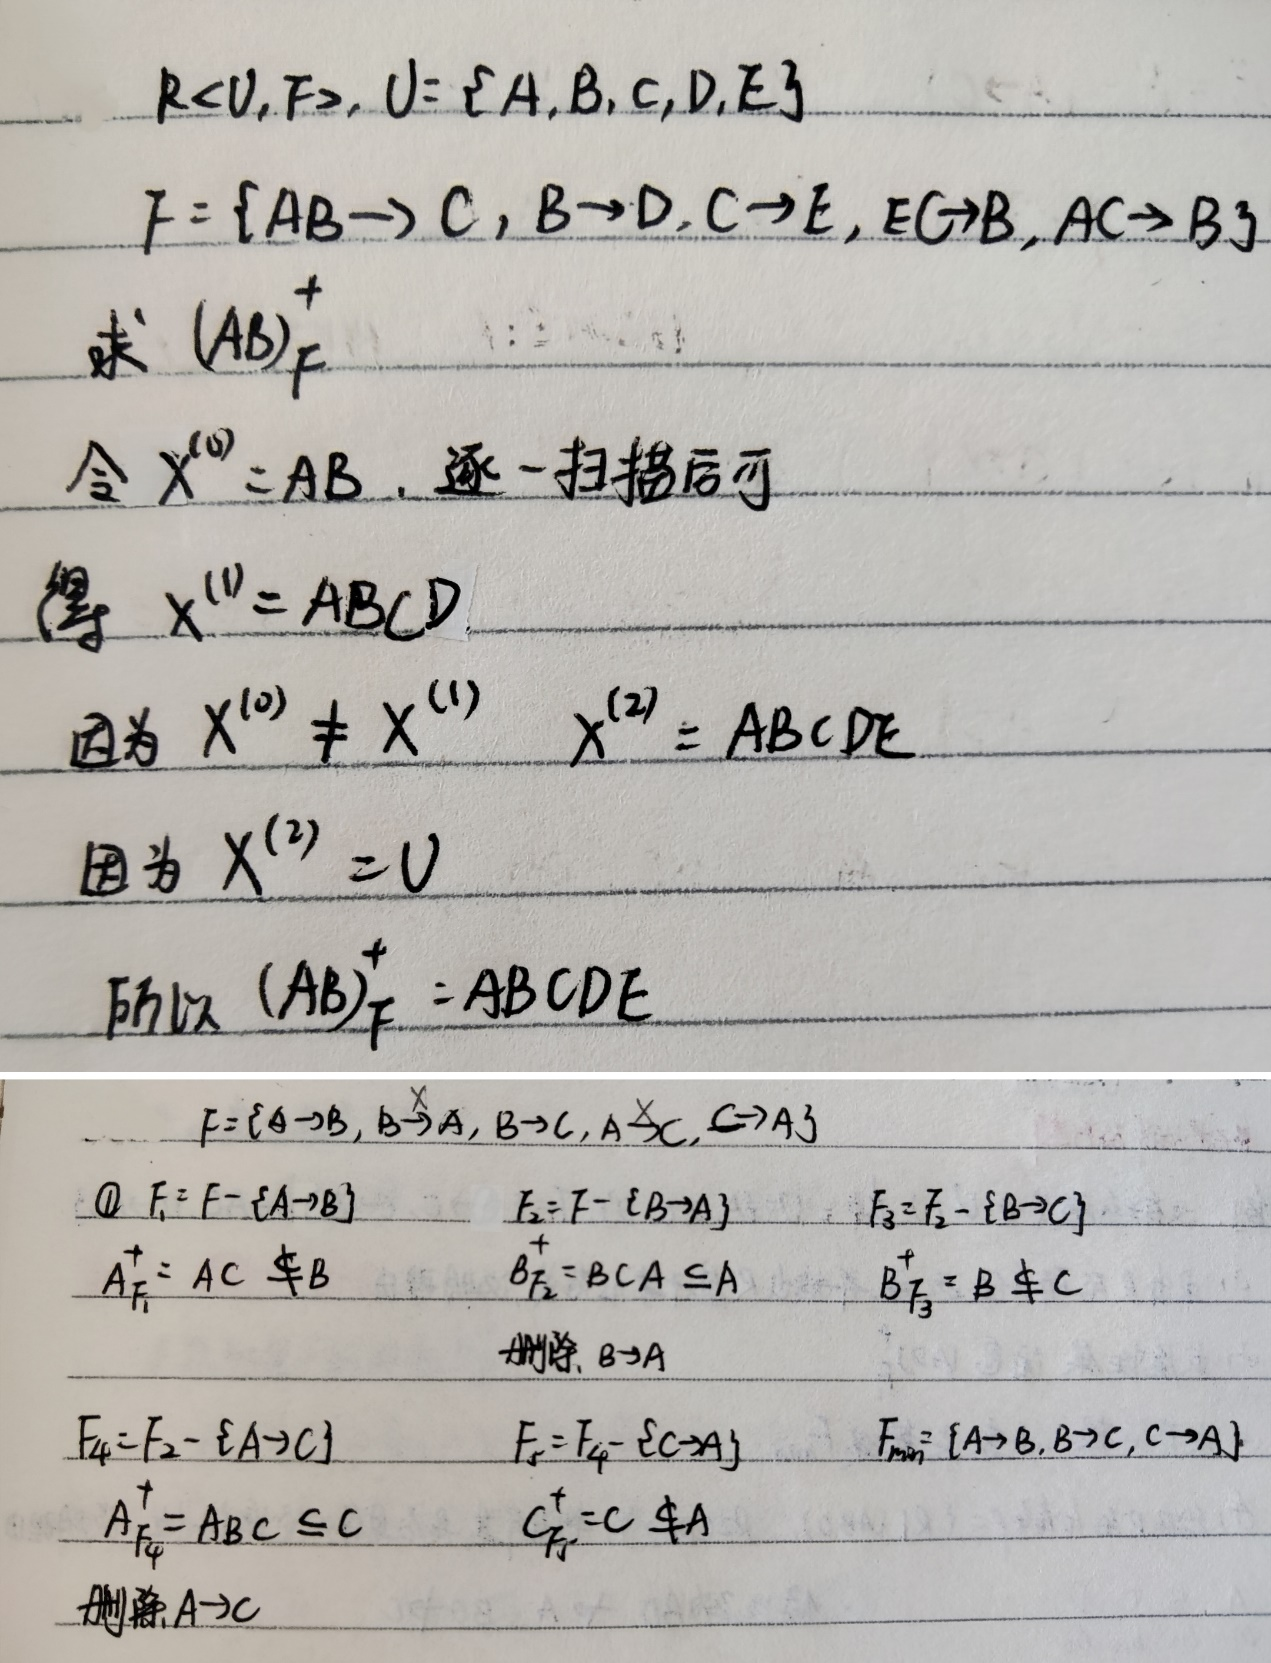 R<U,F>, U={A,B,C,D,E}
F={AB→C, B→D, C→E, EC→B, AC→B}
求 (AB)⁺_F
令 X⁽⁰⁾=AB，逐一扫描后可
得 X⁽¹⁾=ABCD
因为 X⁽⁰⁾≠X⁽¹⁾ X⁽²⁾=ABCDE
因为 X⁽²⁾=U
所以 (AB)⁺_F=ABCDE
F={A→B, B→A, B→C, A→C, C→A}
① F₁=F-{A→B} F₂=F-{B→A} F₃=F₂-{B→C}
A⁺_F₁=AC ⊈B B⁺_F₂=BCA ⊆A B⁺_F₃=B ⊈C
删除 B→A
F₄=F₂-{A→C} F₅=F₄-{C→A} Fmin={A→B, B→C, C→A}
A⁺_F₄=ABC ⊆C C⁺_F₅=C ⊈A
删除 A→C